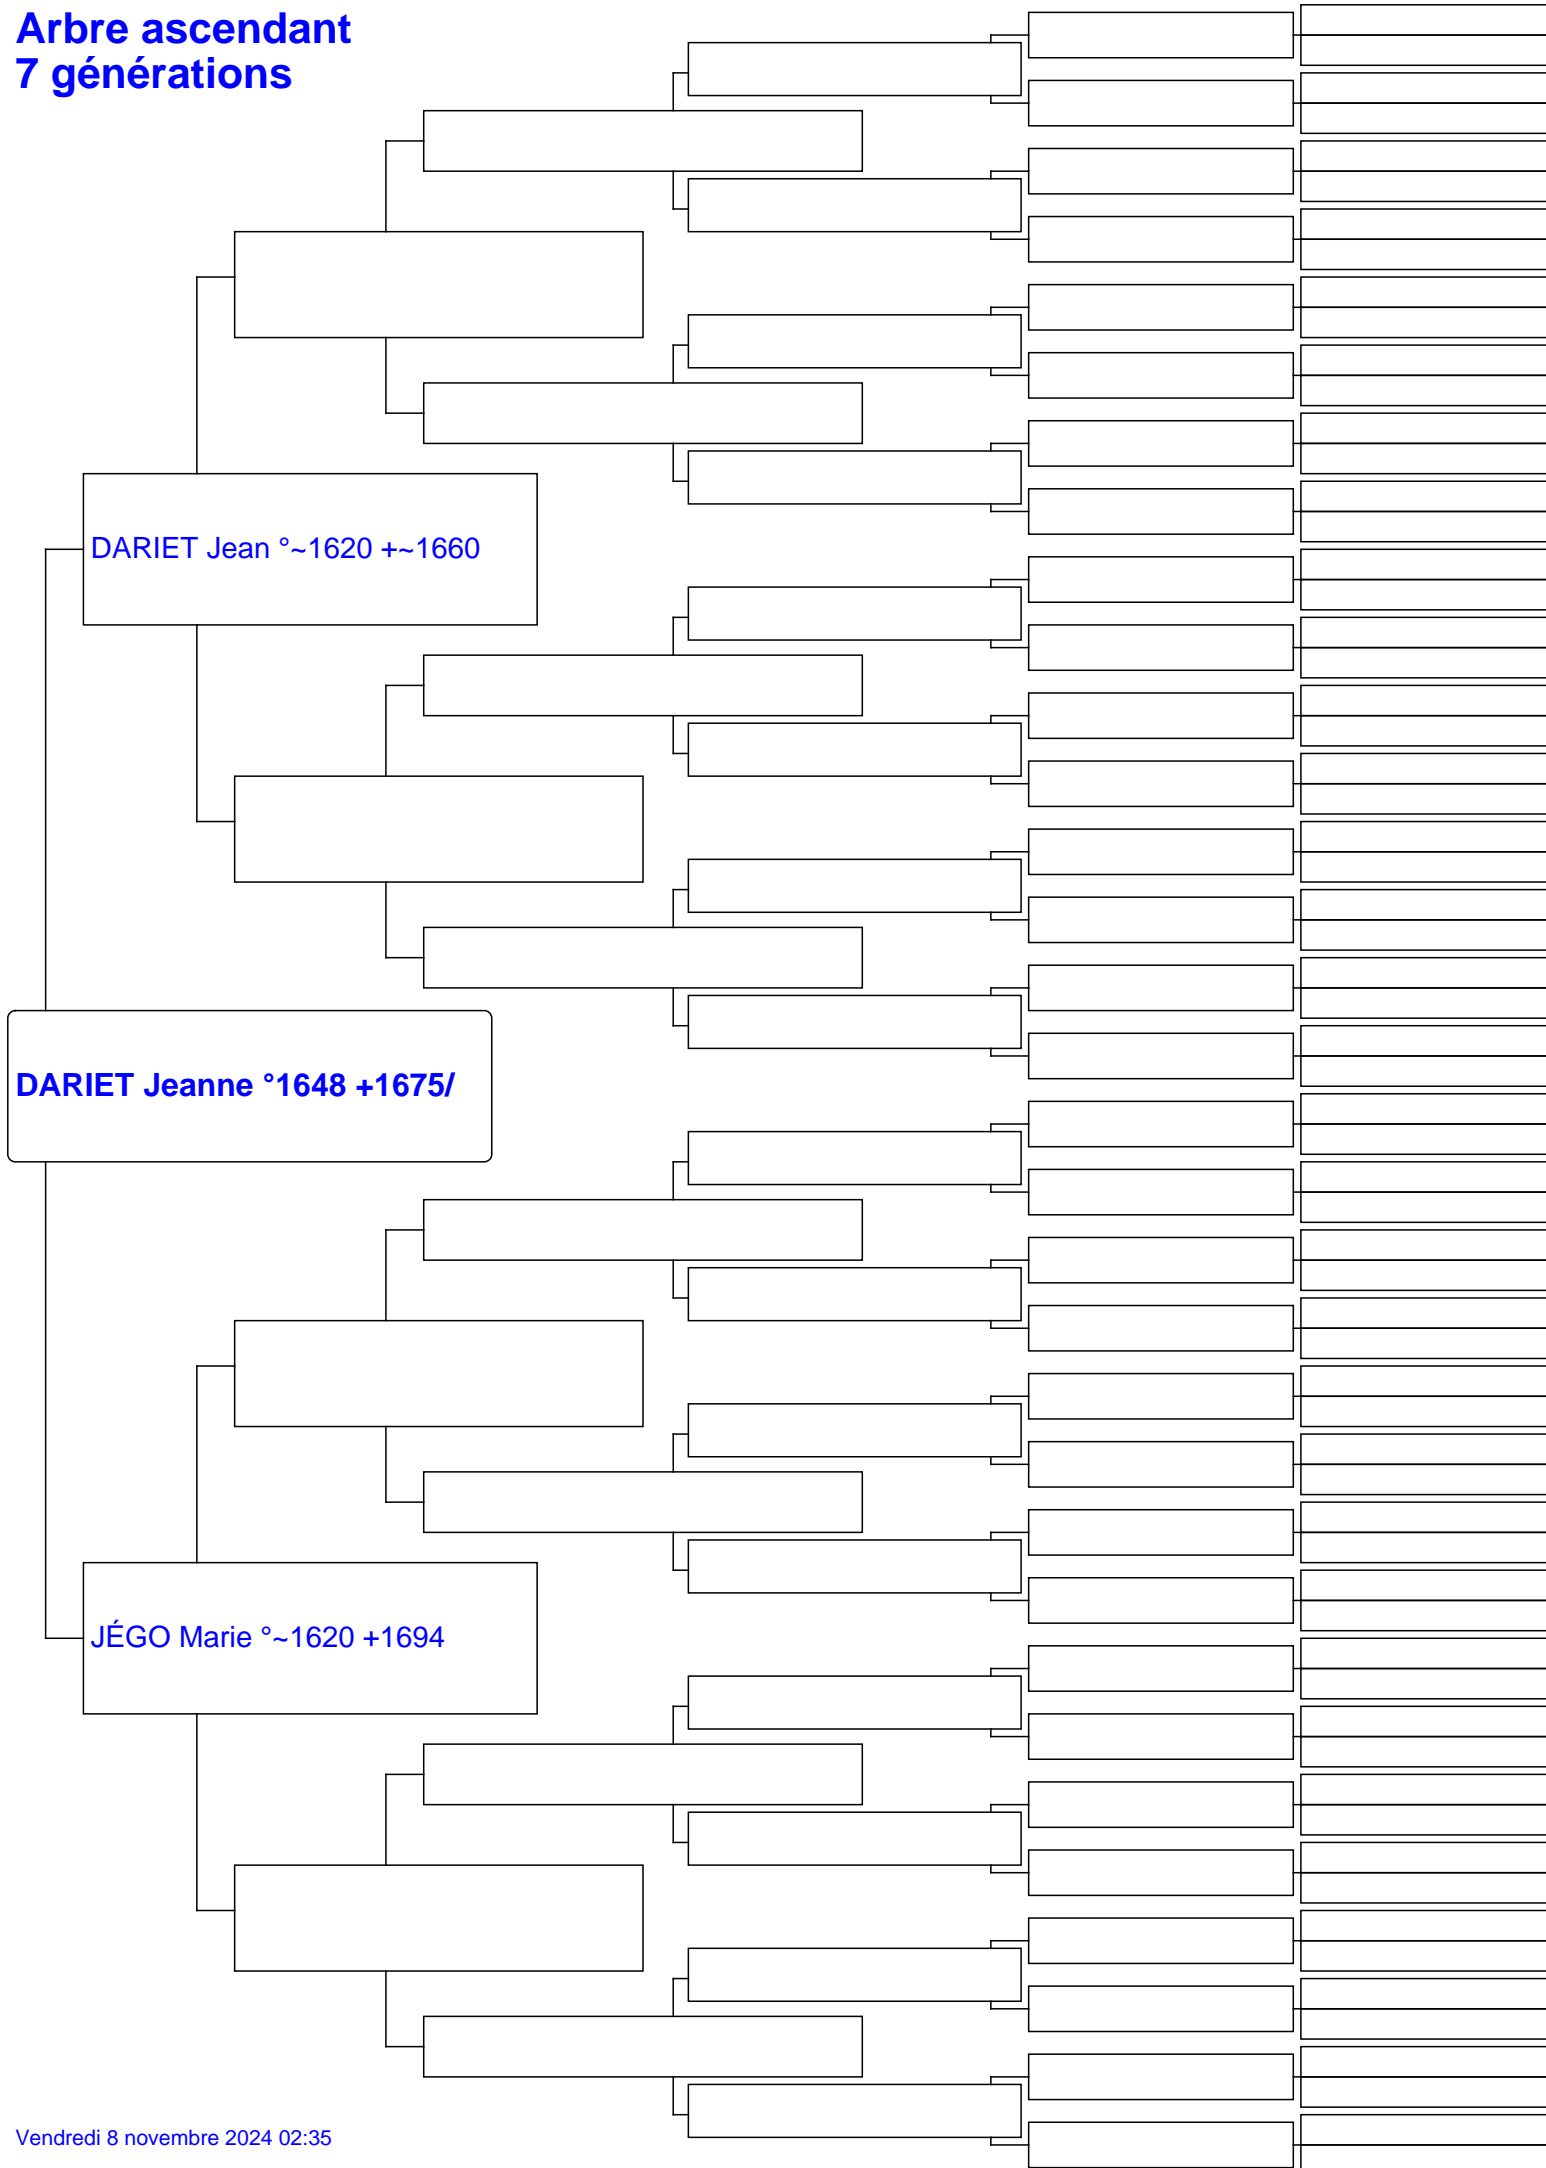 Arbre ascendant
7 générations
DARIET Jean °~1620 +~1660
DARIET Jeanne °1648 +1675/
JÉGO Marie °~1620 +1694
Vendredi 8 novembre 2024 02:35